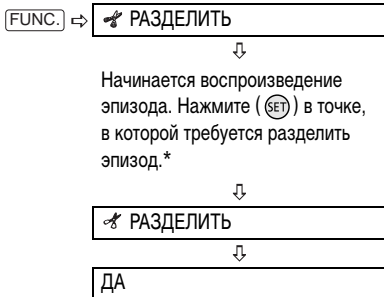 FUNC. ⇨ РАЗДЕЛИТЬ
Начинается воспроизведение
эпизода. Нажмите ( SET ) в точке,
в которой требуется разделить
эпизод.*
РАЗДЕЛИТЬ
ДА